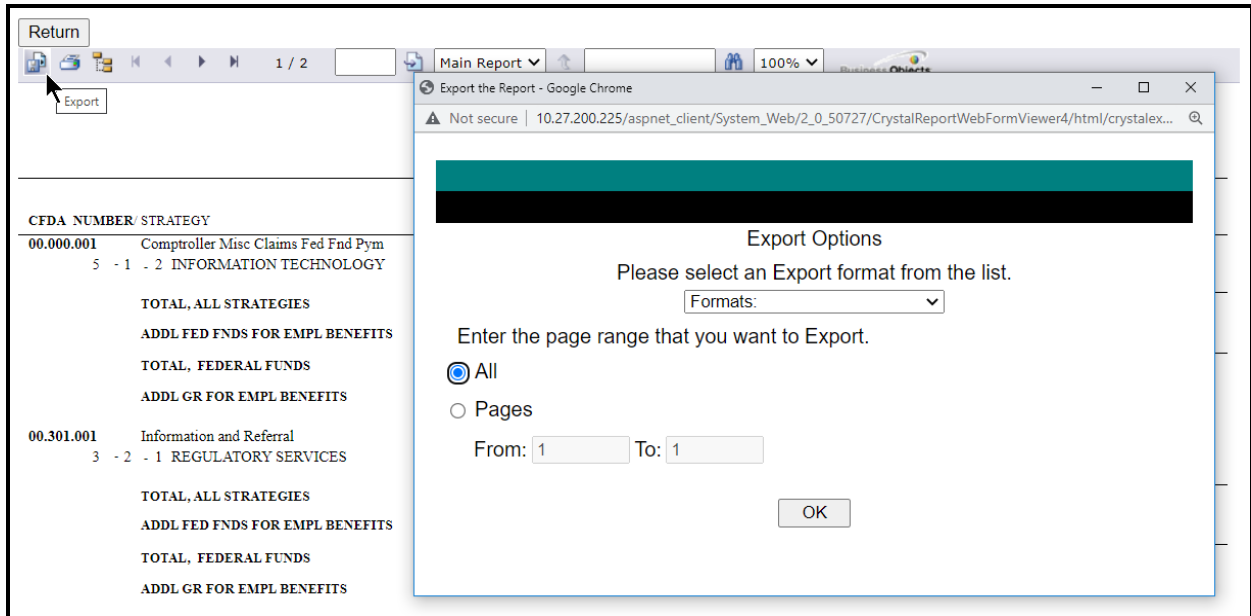 Return
1 / 2
Main Report
100%
Business Objects
Export
Export the Report - Google Chrome
Not secure | 10.27.200.225/aspnet_client/System_Web/2_0_50727/CrystalReportWebFormViewer4/html/crystalex...
CFDA NUMBER/ STRATEGY
00.000.001 Comptroller Misc Claims Fed Fnd Pym
5 - 1 - 2 INFORMATION TECHNOLOGY
TOTAL, ALL STRATEGIES
ADDL FED FNDS FOR EMPL BENEFITS
TOTAL, FEDERAL FUNDS
ADDL GR FOR EMPL BENEFITS
00.301.001 Information and Referral
3 - 2 - 1 REGULATORY SERVICES
TOTAL, ALL STRATEGIES
ADDL FED FNDS FOR EMPL BENEFITS
TOTAL, FEDERAL FUNDS
ADDL GR FOR EMPL BENEFITS
Export Options
Please select an Export format from the list.
Formats:
Enter the page range that you want to Export.
All
Pages
From: 1 To: 1
OK